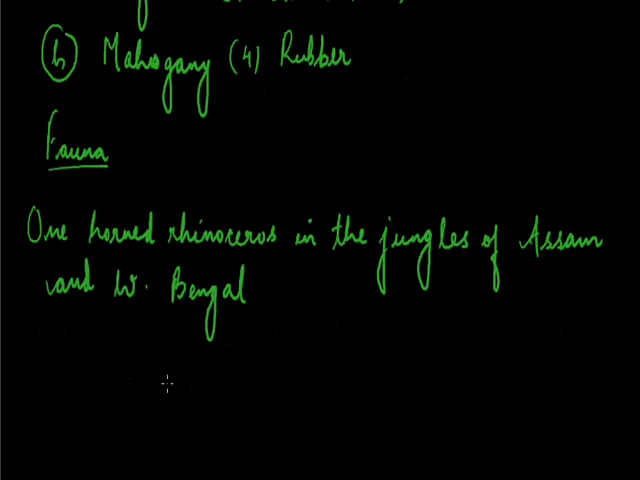 (b) Mahogany (4) Rubber
Fauna
One horned rhinoceros in the jungles of Assam
and W. Bengal